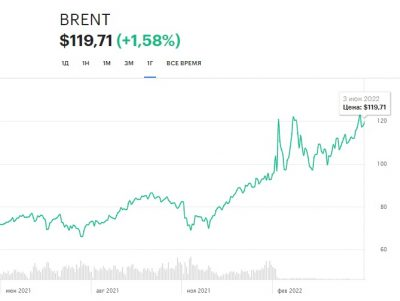 BRENT
$119,71 (+1,58%)
1Д 1Н 1М 3М 1Г ВСЕ ВРЕМЯ
3 июн 2022
Цена: $119,71
120
100
80
60
июн 2021 авг 2021 ноя 2021 фев 2022